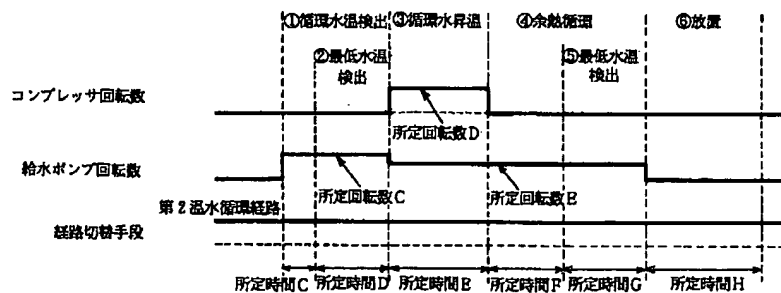 ①循環水温検出
③循環水昇温
④余熱循環
⑥放置
②最低水温
検出
⑤最低水温
検出
コンプレッサ回転数
所定回転数D
給水ポンプ回転数
所定回転数C
所定回転数E
第2温水循環経路
経路切替手段
所定時間C
所定時間D
所定時間E
所定時間F
所定時間G
所定時間H